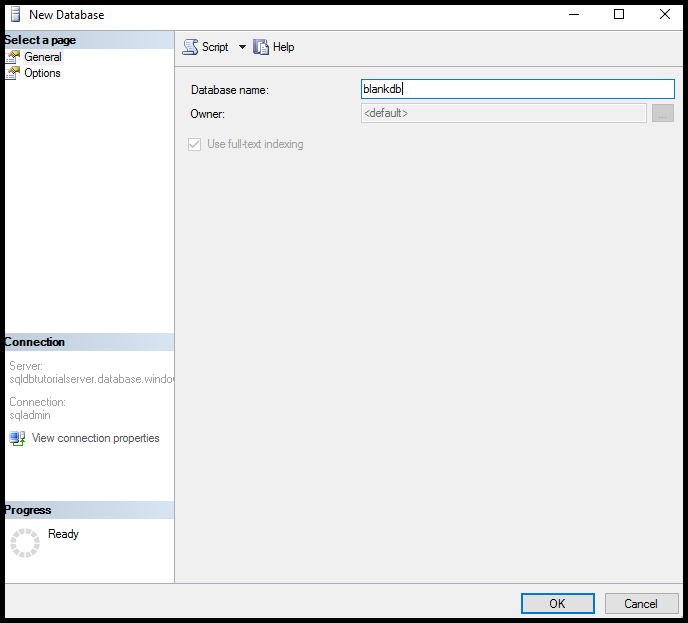 New Database
Select a page
General
Options
Script
Help
Database name:
blankdb
Owner:
<default>
...
Use full-text indexing
Connection
Server:
sqldbtutorialserver.database.windo
Connection:
sqladmin
View connection properties
Progress
Ready
OK
Cancel